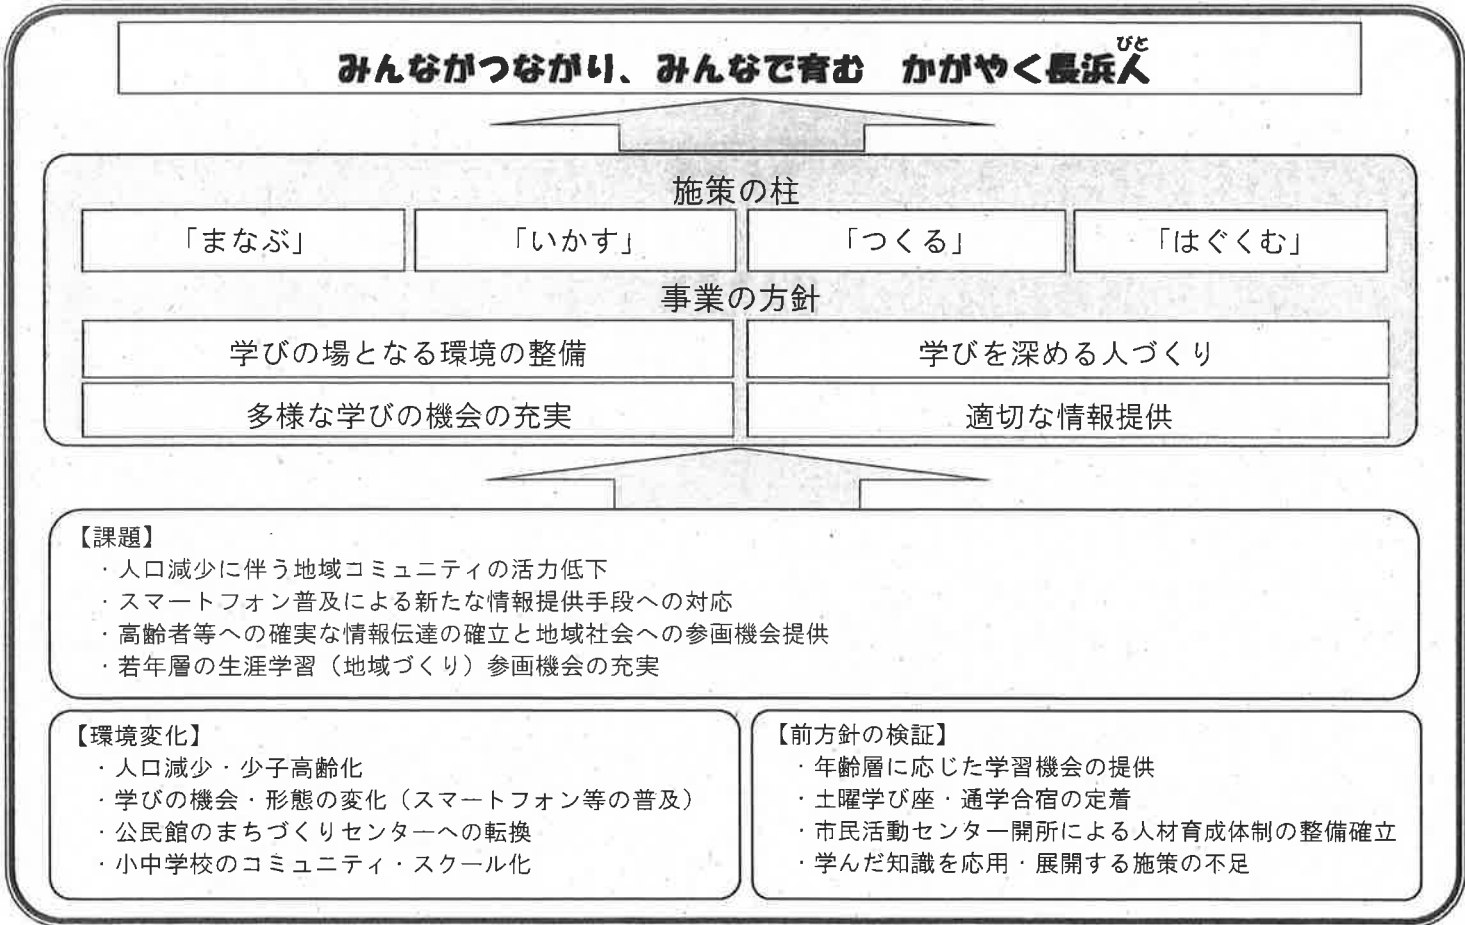 みんながつながり、みんなで育む　かがやく長浜人
びと
施策の柱
「まなぶ」
「いかす」
「つくる」
「はぐくむ」
事業の方針
学びの場となる環境の整備
学びを深める人づくり
多様な学びの機会の充実
適切な情報提供
【課題】
・人口減少に伴う地域コミュニティの活力低下
・スマートフォン普及による新たな情報提供手段への対応
・高齢者等への確実な情報伝達の確立と地域社会への参画機会提供
・若年層の生涯学習（地域づくり）参画機会の充実
【環境変化】
・人口減少・少子高齢化
・学びの機会・形態の変化（スマートフォン等の普及）
・公民館のまちづくりセンターへの転換
・小中学校のコミュニティ・スクール化
【前方針の検証】
・年齢層に応じた学習機会の提供
・土曜学び座・通学合宿の定着
・市民活動センター開所による人材育成体制の整備確立
・学んだ知識を応用・展開する施策の不足